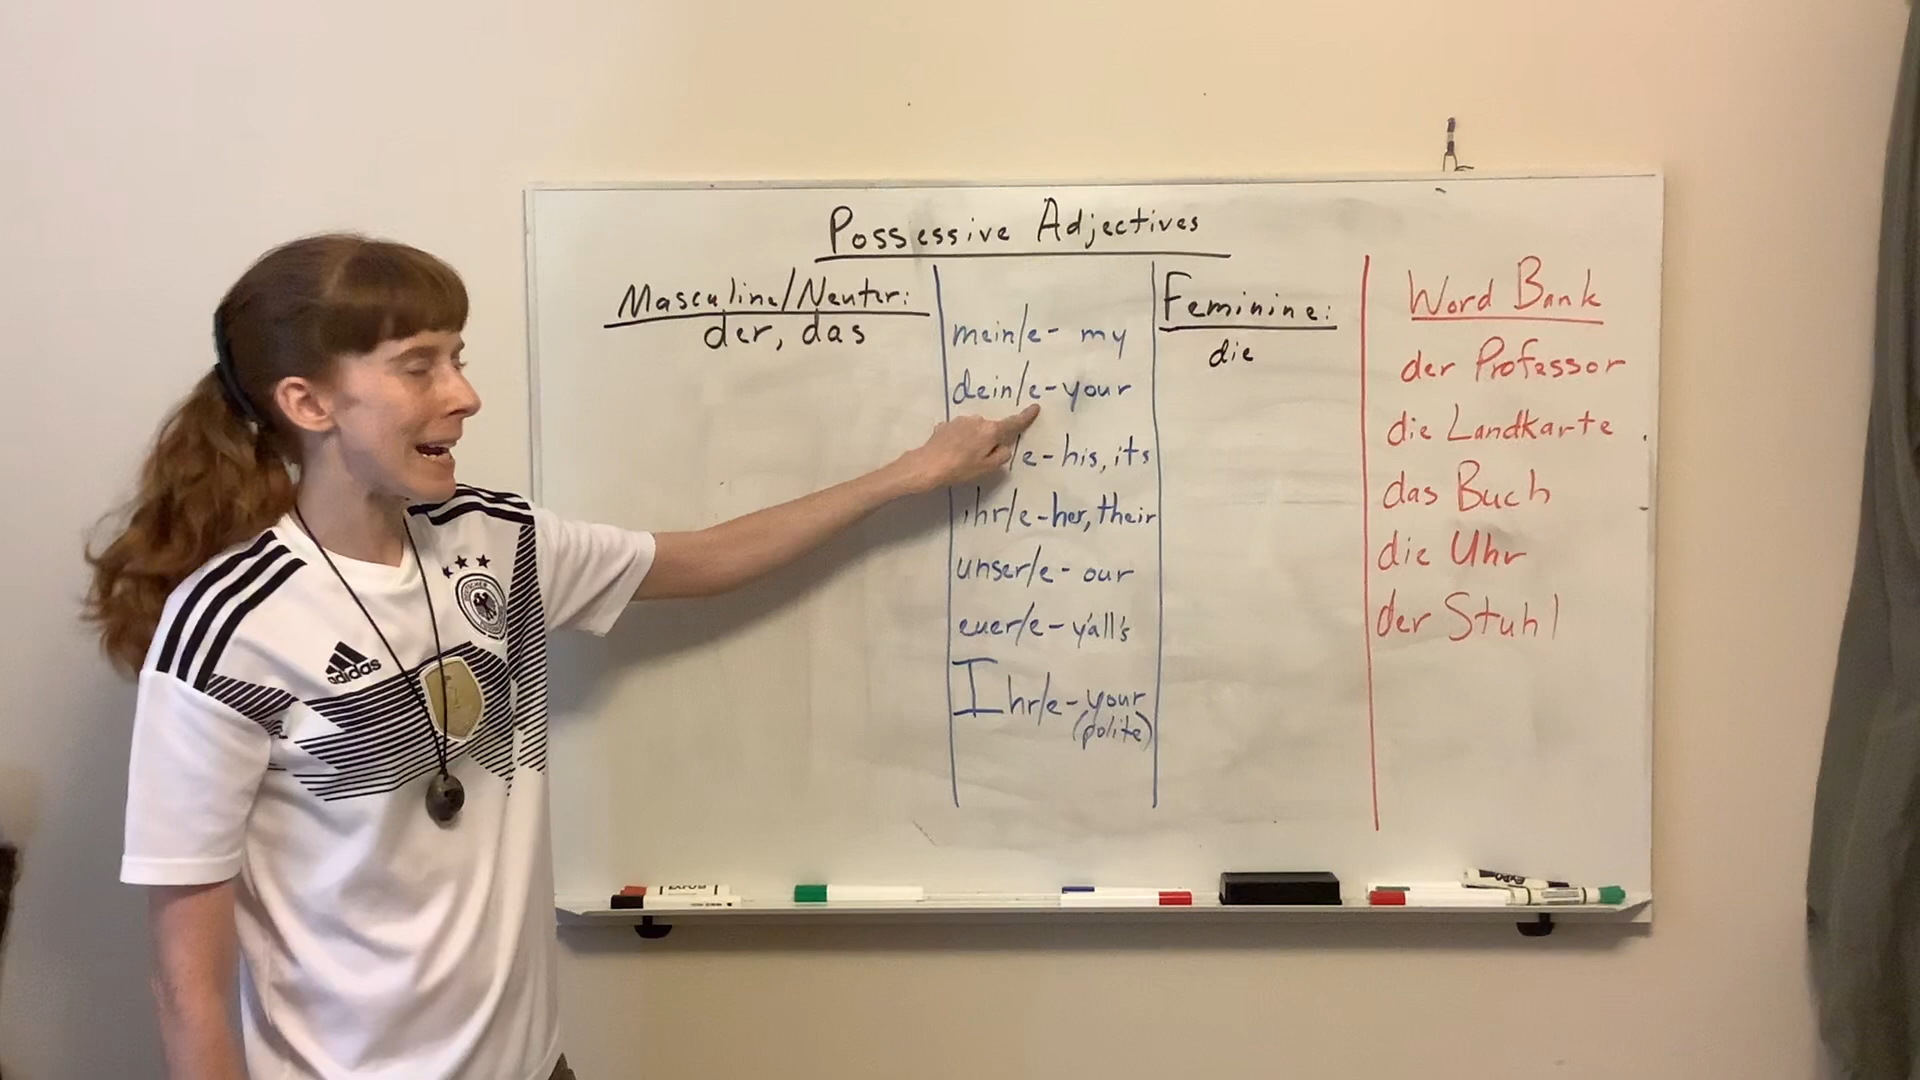 Possessive Adjectives
Masculine/Neuter:
der, das
mein/e- my
dein/e-your
/e-his, its
ihr/e-her, their
unser/e- our
euer/e- y'all's
Ihr/e- your
(polite)
Feminine:
die
Word Bank
der Professor
die Landkarte
das Buch
die Uhr
der Stuhl
adidas